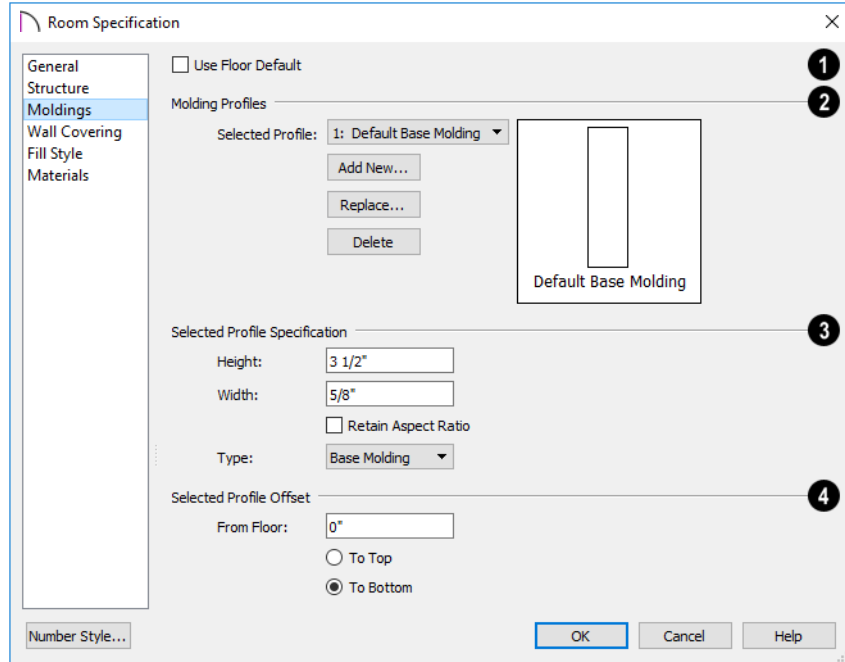 Room Specification
General
Structure
Moldings
Wall Covering
Fill Style
Materials
Use Floor Default
1
Molding Profiles
2
Selected Profile: 1: Default Base Molding
Add New...
Replace...
Delete
Default Base Molding
Selected Profile Specification
3
Height: 3 1/2"
Width: 5/8"
Retain Aspect Ratio
Type: Base Molding
Selected Profile Offset
4
From Floor: 0"
To Top
To Bottom
Number Style...
OK
Cancel
Help